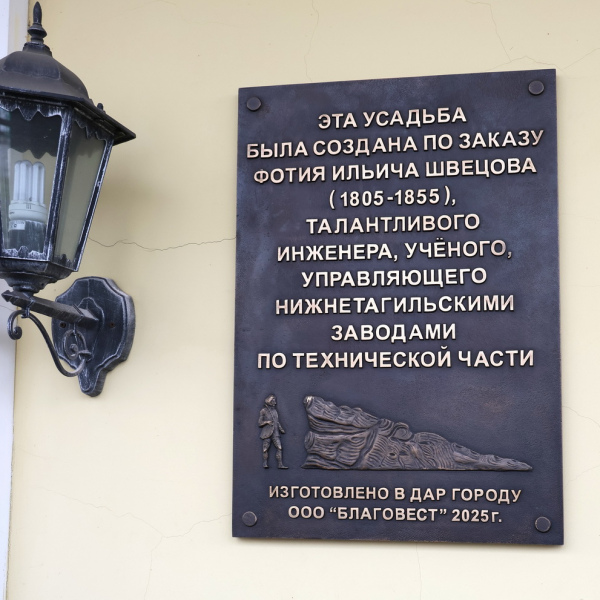 ЭТА УСАДЬБА
БЫЛА СОЗДАНА ПО ЗАКАЗУ
ФОТИЯ ИЛЬИЧА ШВЕЦОВА
(1805-1855),
ТАЛАНТЛИВОГО
ИНЖЕНЕРА, УЧЁНОГО,
УПРАВЛЯЮЩЕГО
НИЖНЕТАГИЛЬСКИМИ
ЗАВОДАМИ
ПО ТЕХНИЧЕСКОЙ ЧАСТИ
ИЗГОТОВЛЕНО В ДАР ГОРОДУ
ООО "БЛАГОВЕСТ" 2025г.